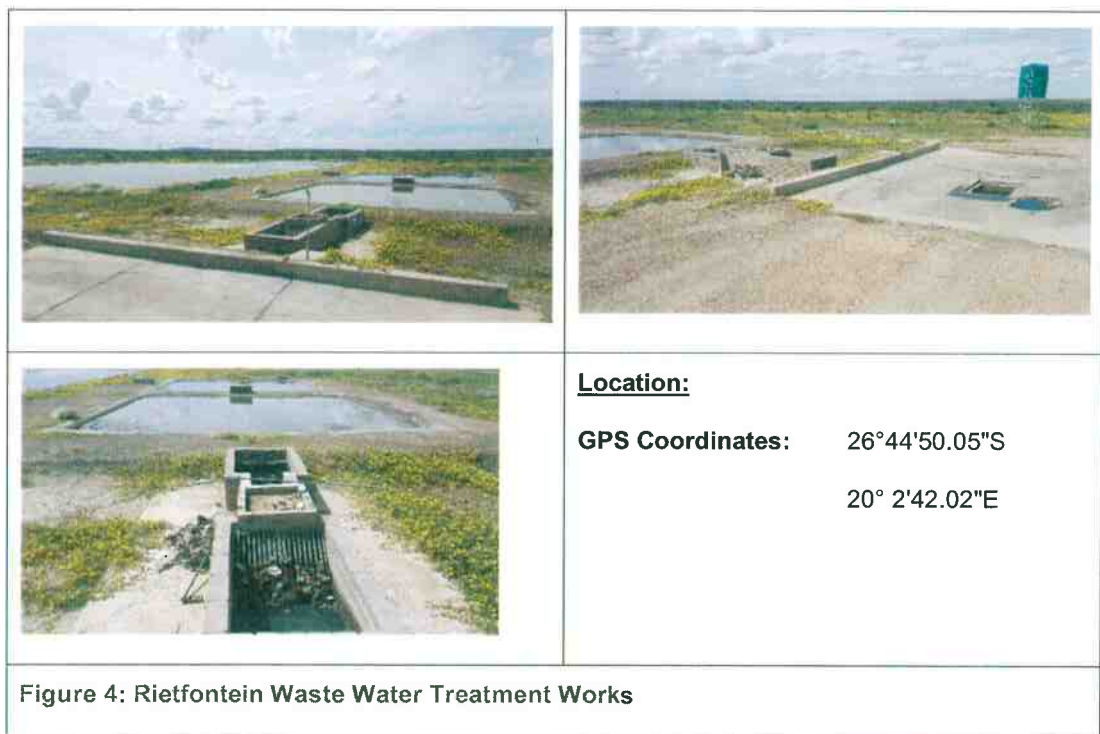 Location:
GPS Coordinates: 26°44'50.05"S
20° 2'42.02"E
Figure 4: Rietfontein Waste Water Treatment Works